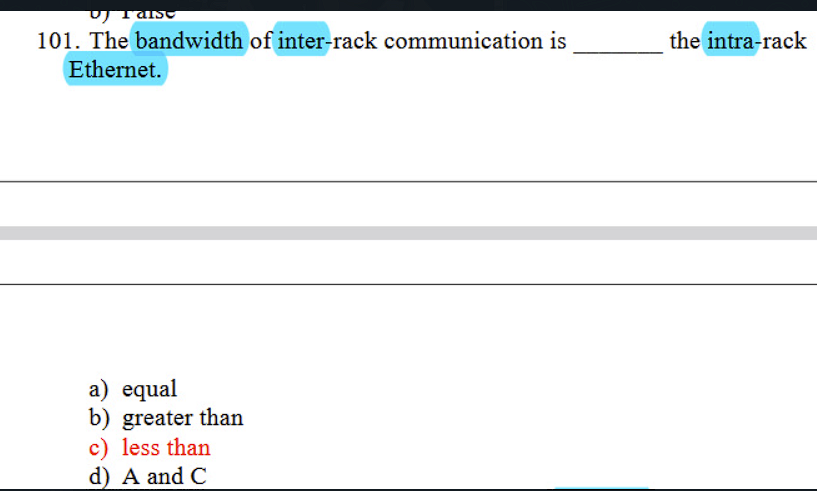 b) False
101. The bandwidth of inter-rack communication is _______ the intra-rack
Ethernet.
a) equal
b) greater than
c) less than
d) A and C